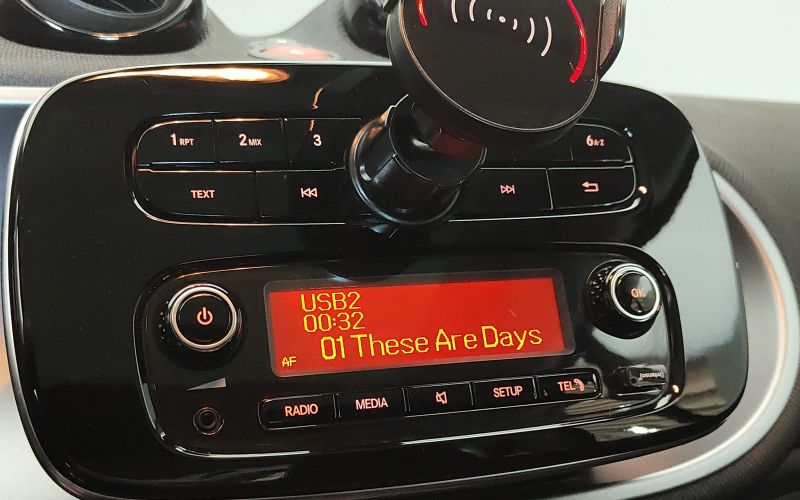 1 RPT 2 MIX 3 6 A-Z
TEXT
USB2
00:32
01 These Are Days
AF
OK
RADIO MEDIA SETUP TEL
Intenso